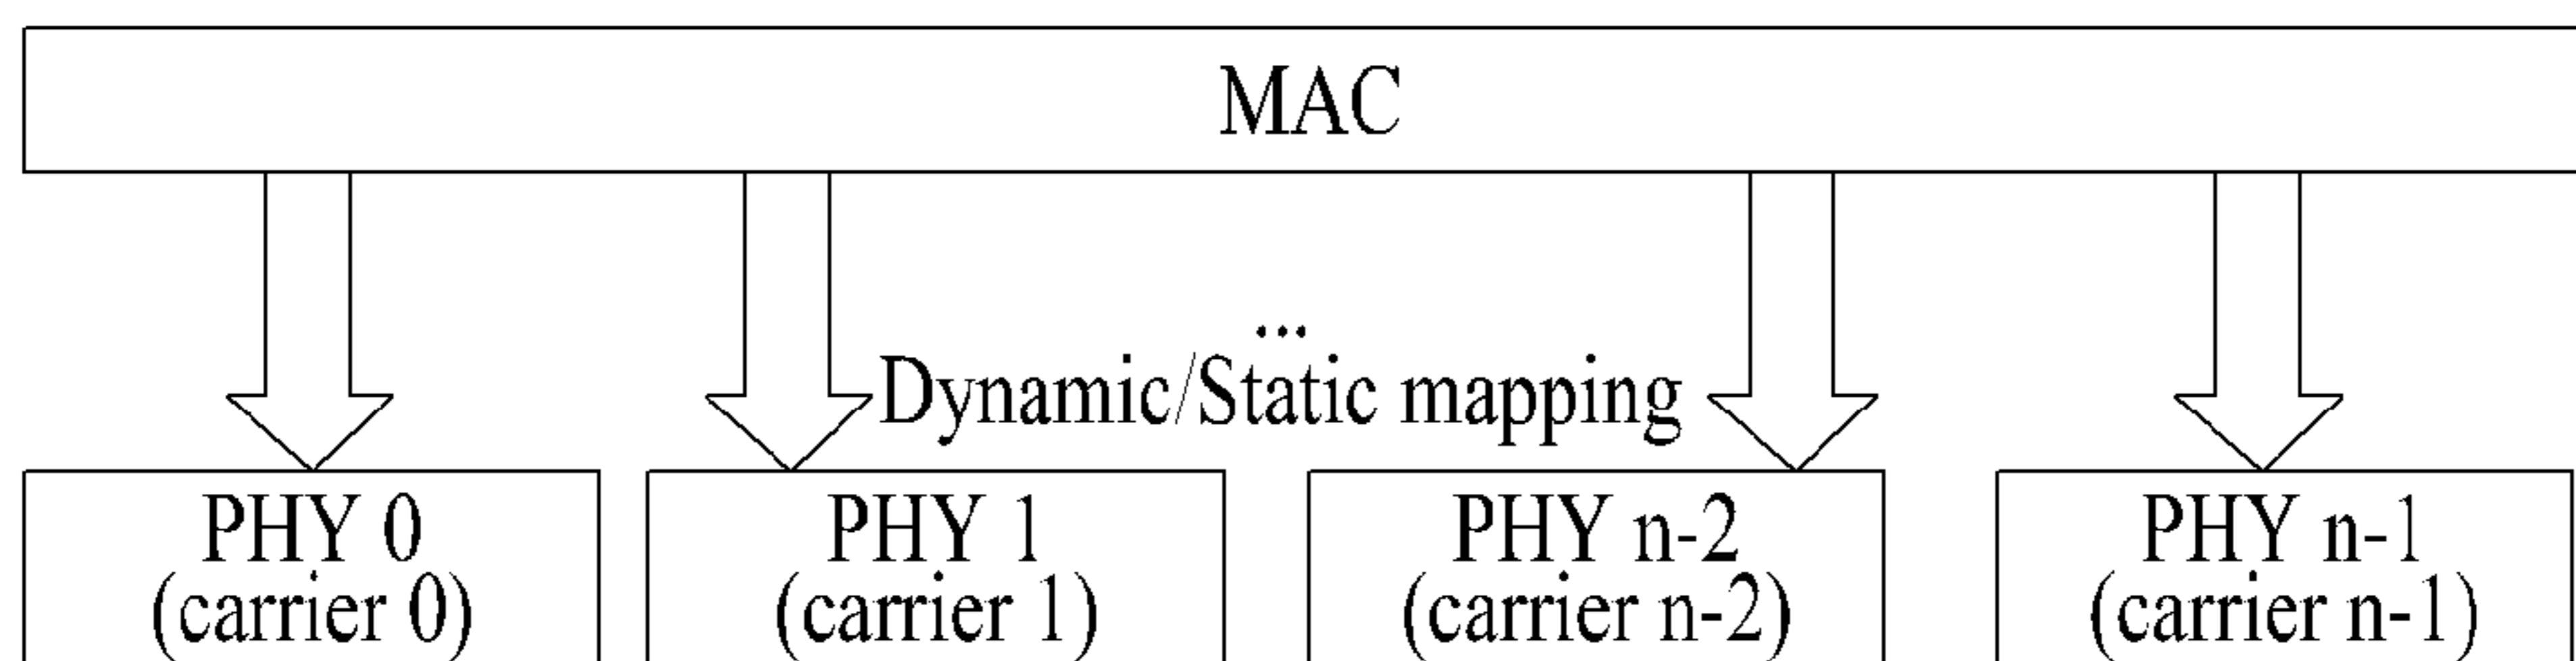 MAC
...
Dynamic/Static mapping
PHY 0
(carrier 0)
PHY 1
(carrier 1)
PHY n-2
(carrier n-2)
PHY n-1
(carrier n-1)